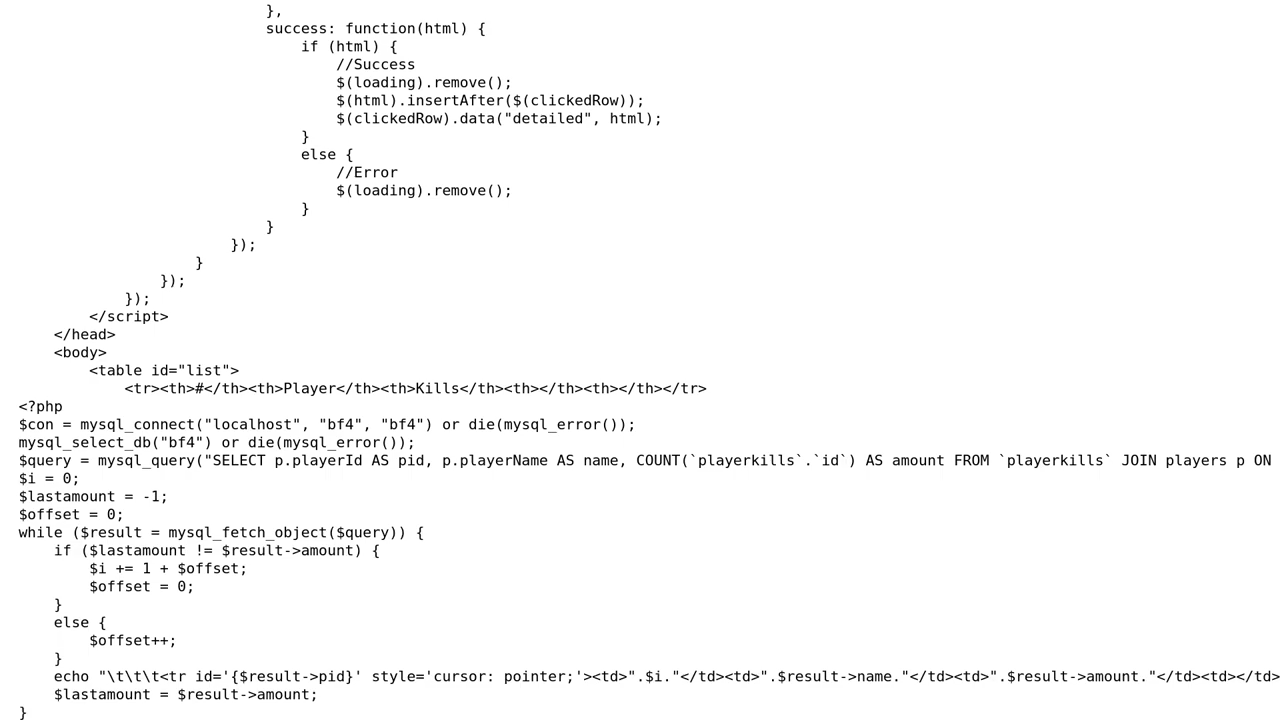 },
success: function(html) {
if (html) {
//Success
$(loading).remove();
$(html).insertAfter($(clickedRow));
$(clickedRow).data("detailed", html);
}
else {
//Error
$(loading).remove();
}
}
});
}
});
});
</script>
</head>
<body>
<table id="list">
<tr><th>#</th><th>Player</th><th>Kills</th><th></th><th></th></tr>
<?php
$con = mysql_connect("localhost", "bf4", "bf4") or die(mysql_error());
mysql_select_db("bf4") or die(mysql_error());
$query = mysql_query("SELECT p.playerId AS pid, p.playerName AS name, COUNT(`playerkills`.`id`) AS amount FROM `playerkills` JOIN players p ON
$i = 0;
$lastamount = -1;
$offset = 0;
while ($result = mysql_fetch_object($query)) {
if ($lastamount != $result->amount) {
$i += 1 + $offset;
$offset = 0;
}
else {
$offset++;
}
echo "\t\t\t<tr id='{$result->pid}' style='cursor: pointer;'><td>".$i."</td><td>".$result->name."</td><td>".$result->amount."</td><td></td>
$lastamount = $result->amount;
}